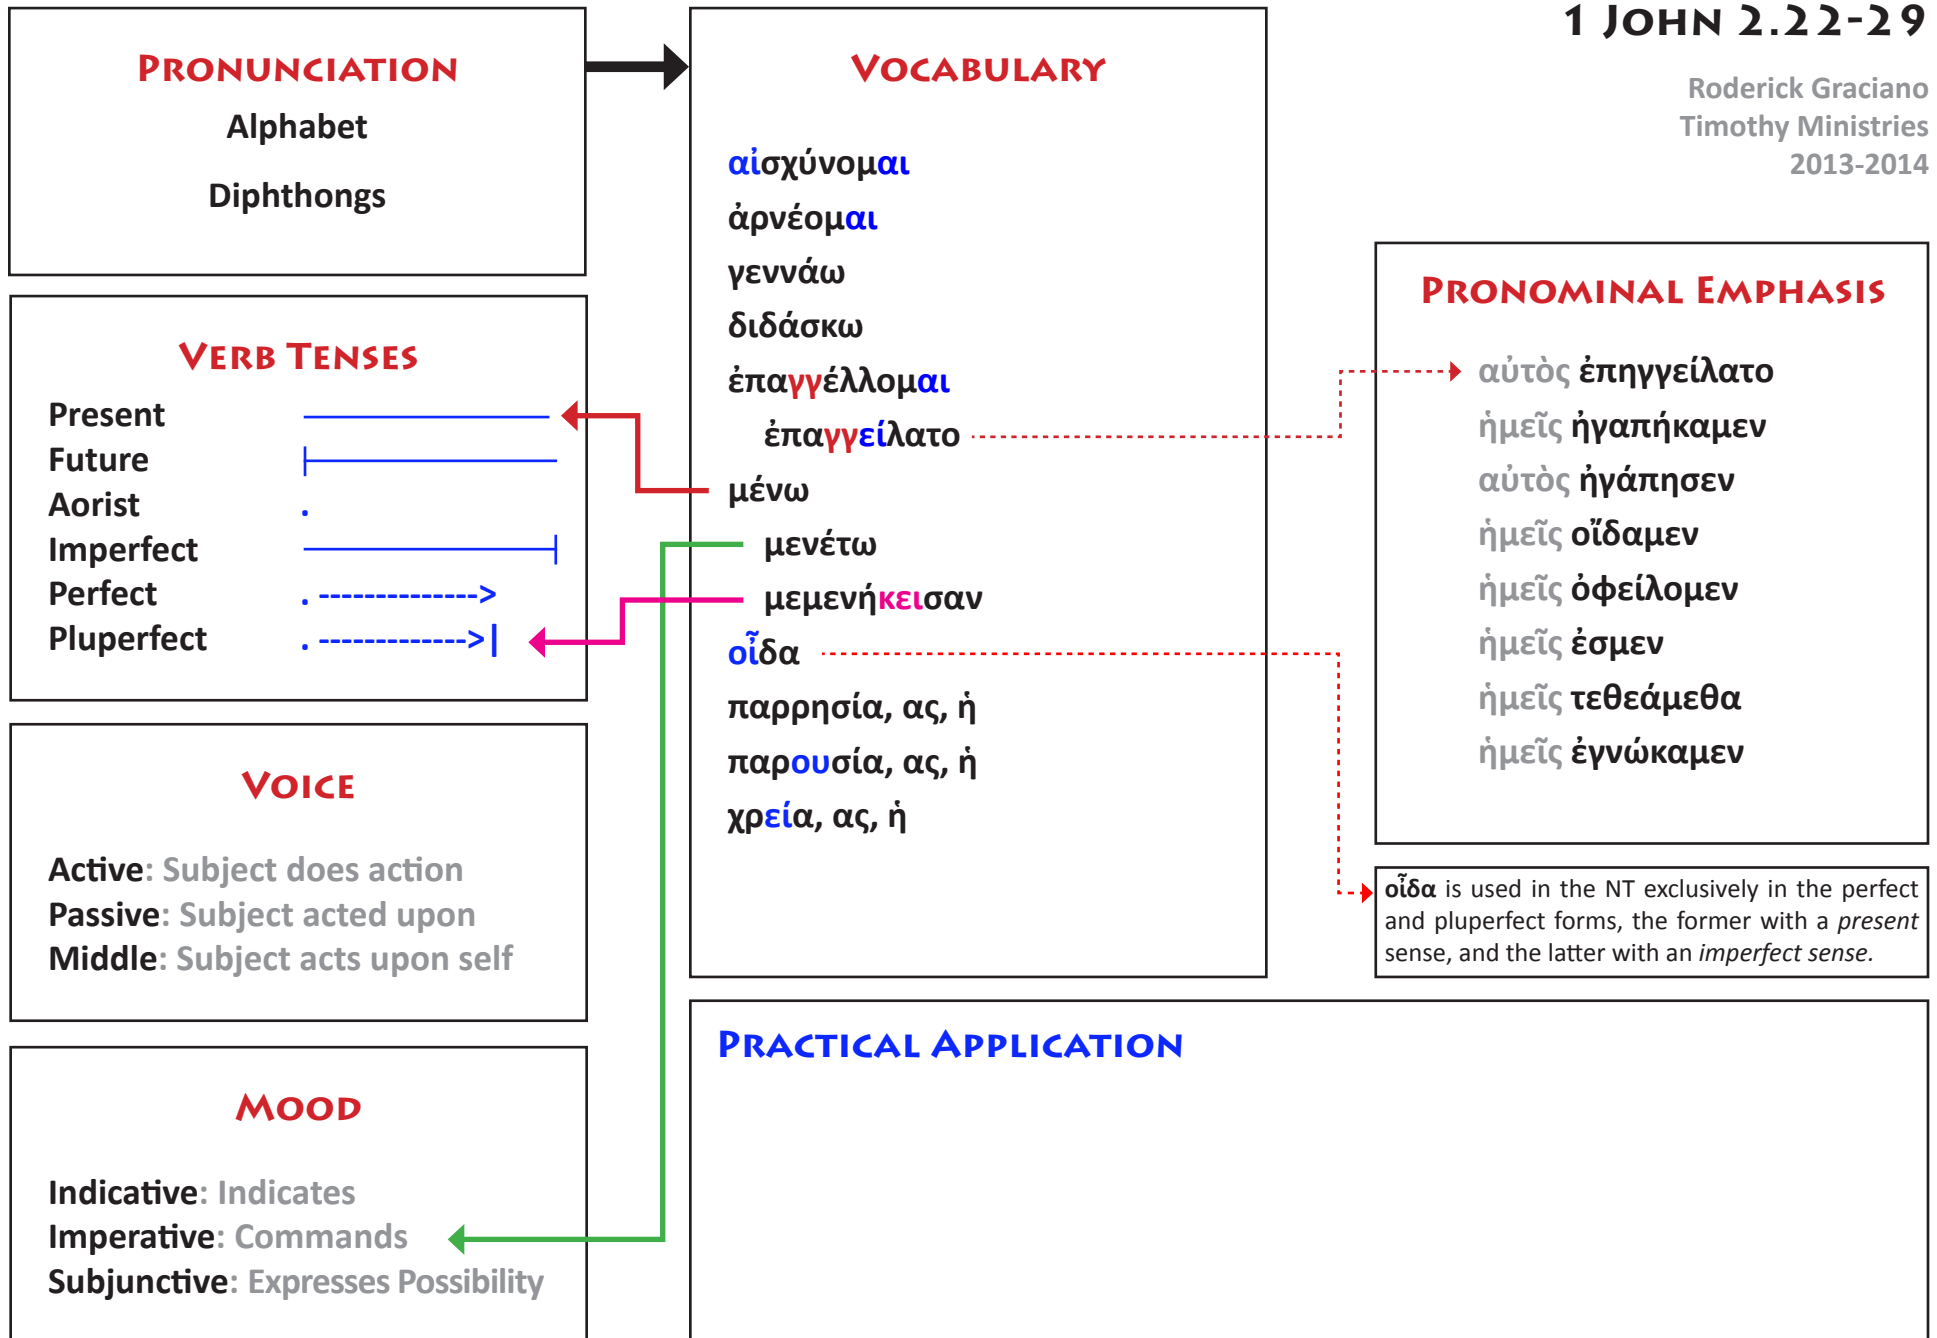 1 John 2.22-29
Roderick Graciano
Timothy Ministries
2013-2014
Pronunciation
Alphabet
Diphthongs
Verb Tenses
Present
Future
Aorist .
Imperfect
Perfect . -------------->
Pluperfect . ------------->|
Voice
Active: Subject does action
Passive: Subject acted upon
Middle: Subject acts upon self
Mood
Indicative: Indicates
Imperative: Commands
Subjunctive: Expresses Possibility
Vocabulary
αἰσχύνομαι
ἀρνέομαι
γεννάω
διδάσκω
ἐπαγγέλλομαι
ἐπαγγείλατο
μένω
μενέτω
μεμενήκεισαν
οἶδα
παρρησία, ας, ἡ
παρουσία, ας, ἡ
χρεία, ας, ἡ
Pronominal Emphasis
αὐτὸς ἐπηγγείλατο
ἡμεῖς ἠγαπήκαμεν
αὐτὸς ἠγάπησεν
ἡμεῖς οἴδαμεν
ἡμεῖς ὀφείλομεν
ἡμεῖς ἐσμεν
ἡμεῖς τεθεάμεθα
ἡμεῖς ἐγνώκαμεν
οἶδα is used in the NT exclusively in the perfect
and pluperfect forms, the former with a present
sense, and the latter with an imperfect sense.
Practical Application